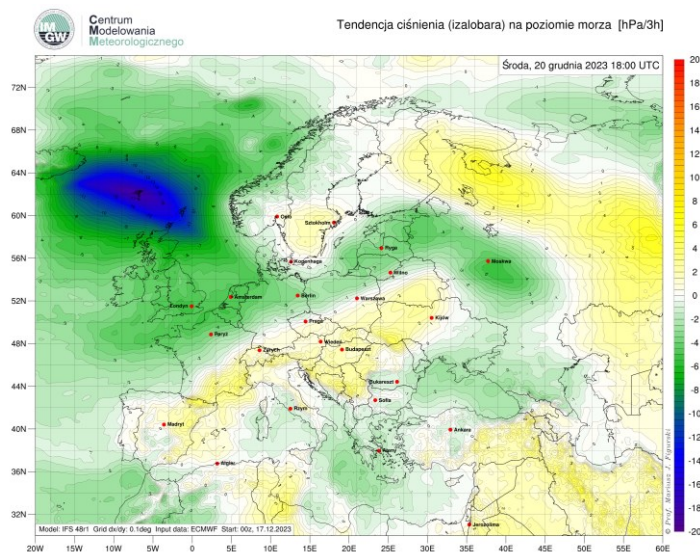 IM
GW
Centrum
Modelowania
Meteorologicznego
Tendencja ciśnienia (izalobara) na poziomie morza [hPa/3h]
Środa, 20 grudnia 2023 18:00 UTC
72N
68N
64N
60N
56N
52N
48N
44N
40N
36N
32N
Oslo
Sztokholm
Kopenhaga
Ryga
Moskwa
Wilno
Amsterdam
Berlin
Londyn
Warszawa
Kijów
Praga
Paryż
Wiedeń
Zurych
Budapeszt
Bukareszt
Sofia
Rzym
Madryt
Ankara
Ateny
Algier
Jerozolima
20
18
16
14
12
10
8
6
4
2
0
-2
-4
-6
-8
-10
-12
-14
-16
-18
-20
© Prof. Mariusz J. Figurski
Model: IFS 48r1 Grid dx/dy: 0.1deg Input data: ECMWF Start: 00z, 17.12.2023
20W 15W 10W 5W 0 5E 10E 15E 20E 25E 30E 35E 40E 45E 50E 55E 60E